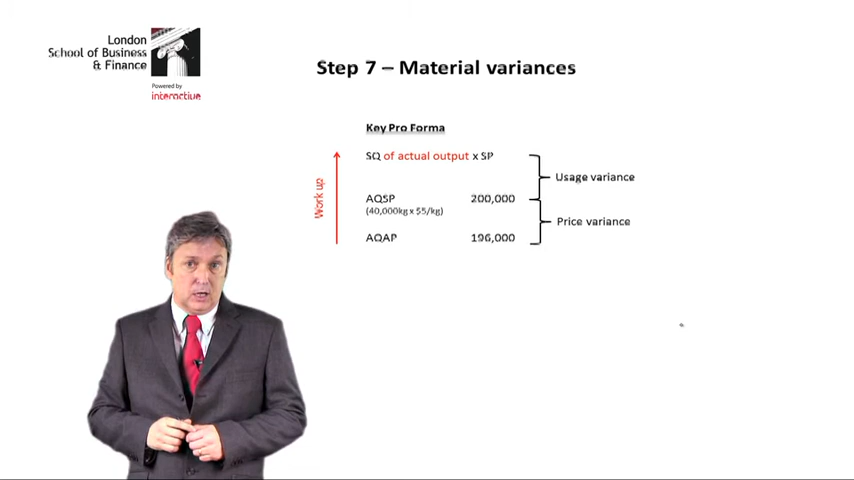 London
School of Business
& Finance
Powered by
interactive
Step 7 – Material variances
Key Pro Forma
SQ of actual output x SP
Usage variance
Work up
AQSP 200,000
(40,000kg x $5/kg)
Price variance
AQAP 196,000